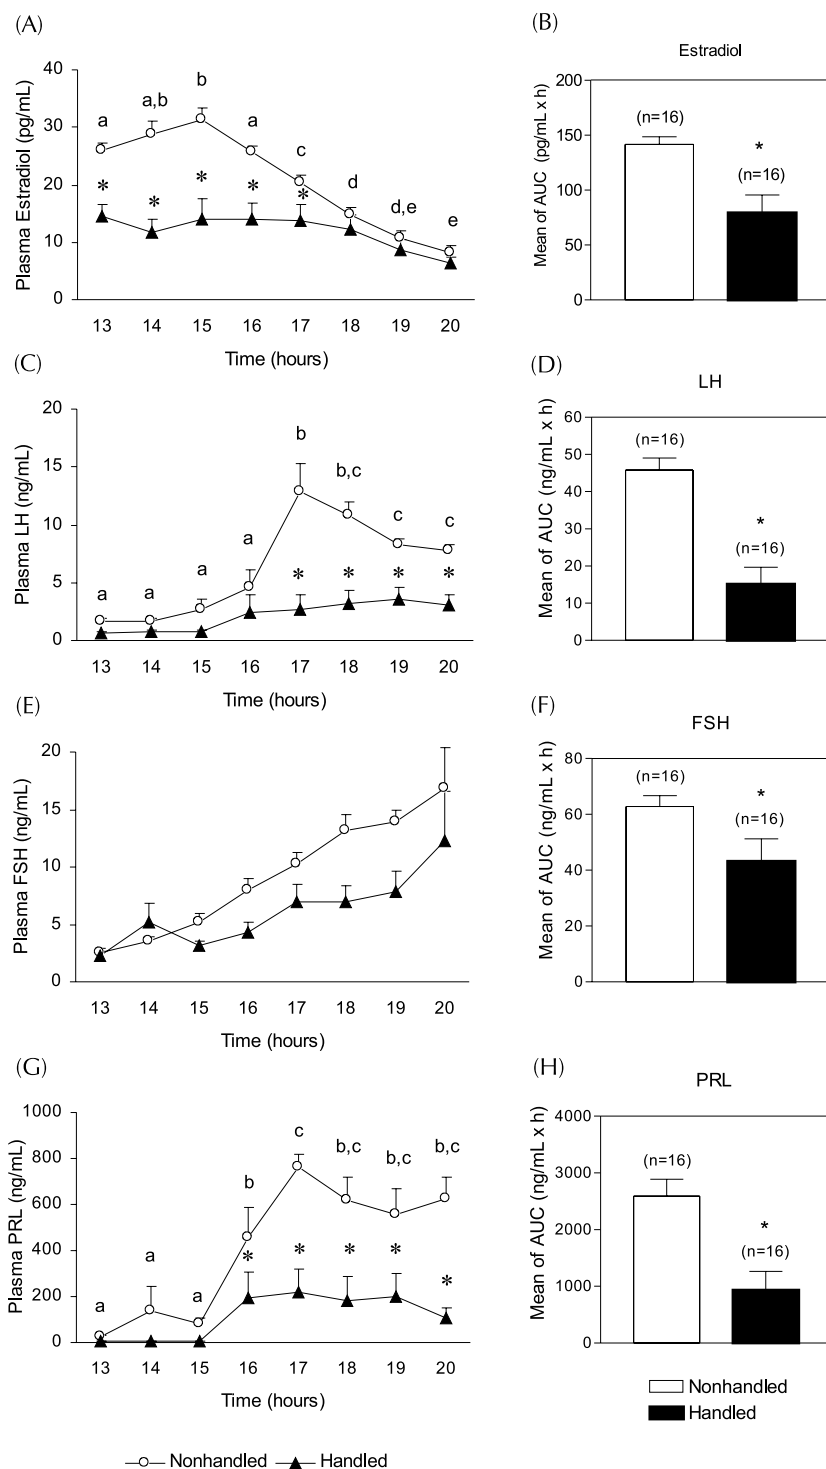 (A)
Plasma Estradiol (pg/mL)
40
30
20
10
0
a
a,b
b
a
c
d
d,e
e
* * * * *
13 14 15 16 17 18 19 20
Time (hours)
(B)
Estradiol
Mean of AUC (pg/mL x h)
200
150
100
50
0
(n=16)
*
(n=16)
(C)
Plasma LH (ng/mL)
20
15
10
5
0
a
a
a
a
b
b,c
c
c
* * * *
13 14 15 16 17 18 19 20
Time (hours)
(D)
LH
Mean of AUC (ng/mL x h)
60
50
40
30
20
10
0
(n=16)
*
(n=16)
(E)
Plasma FSH (ng/mL)
20
15
10
5
0
13 14 15 16 17 18 19 20
Time (hours)
(F)
FSH
Mean of AUC (ng/mL x h)
80
60
40
20
0
(n=16)
*
(n=16)
(G)
Plasma PRL (ng/mL)
1000
800
600
400
200
0
a
a
a
b
c
b,c
b,c
b,c
* * * * *
13 14 15 16 17 18 19 20
Time (hours)
(H)
PRL
Mean of AUC (ng/mL x h)
4000
3000
2000
1000
0
(n=16)
*
(n=16)
Nonhandled
Handled
Nonhandled Handled